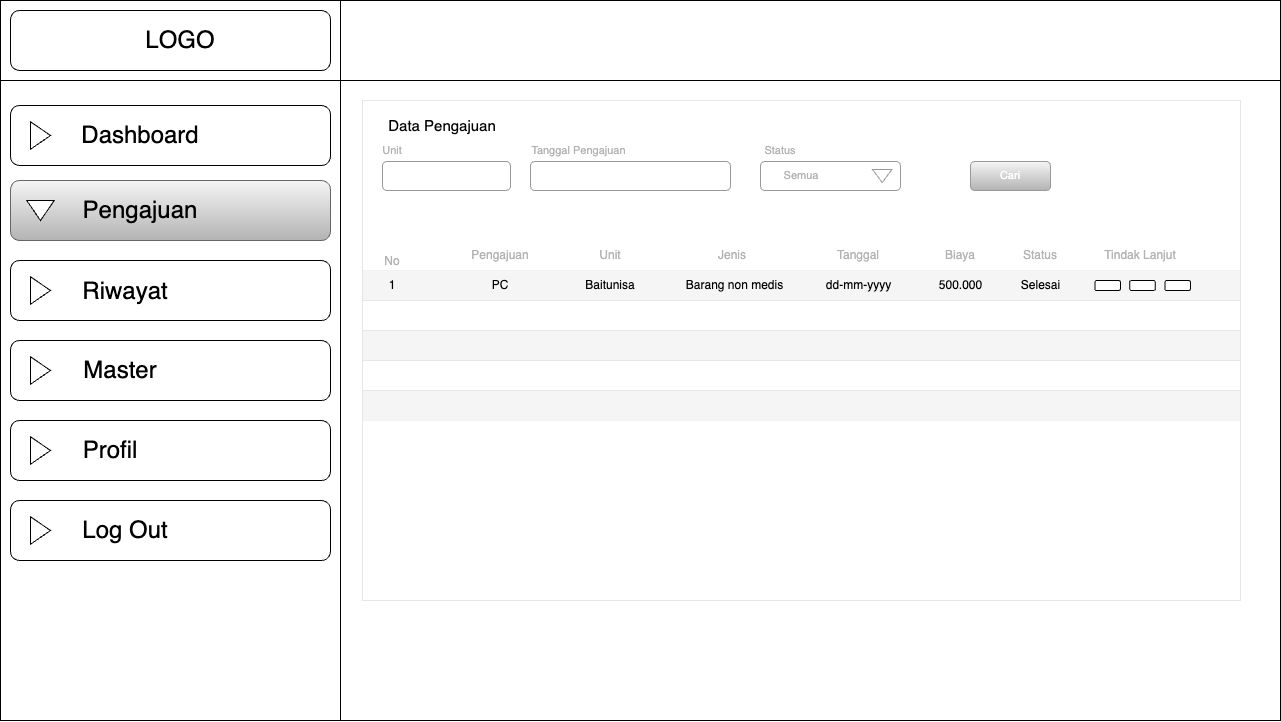 LOGO
Dashboard
Pengajuan
Riwayat
Master
Profil
Log Out
Data Pengajuan
Unit Tanggal Pengajuan Status
Semua Cari
No Pengajuan Unit Jenis Tanggal Biaya Status Tindak Lanjut
1 PC Baitunisa Barang non medis dd-mm-yyyy 500.000 Selesai